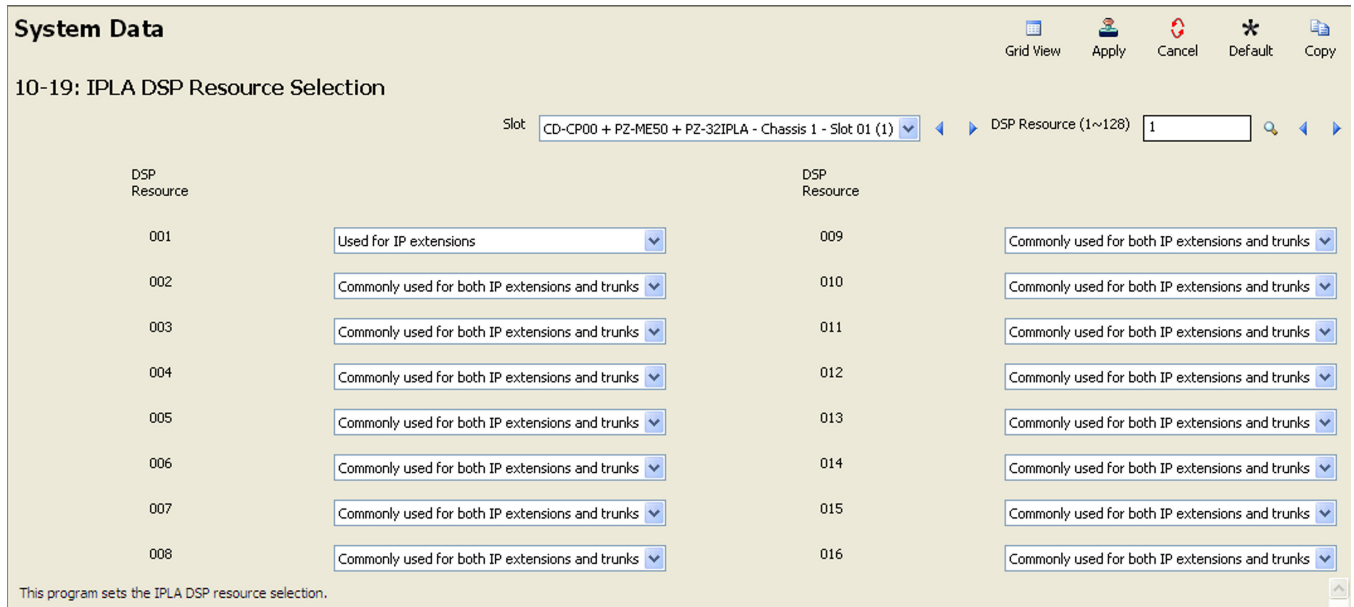 System Data
Grid View Apply Cancel Default Copy
10-19: IPLA DSP Resource Selection
Slot CD-CP00 + PZ-ME50 + PZ-32IPLA - Chassis 1 - Slot 01 (1) DSP Resource (1~128) 1
DSP Resource DSP Resource
001 Used for IP extensions 009 Commonly used for both IP extensions and trunks
002 Commonly used for both IP extensions and trunks 010 Commonly used for both IP extensions and trunks
003 Commonly used for both IP extensions and trunks 011 Commonly used for both IP extensions and trunks
004 Commonly used for both IP extensions and trunks 012 Commonly used for both IP extensions and trunks
005 Commonly used for both IP extensions and trunks 013 Commonly used for both IP extensions and trunks
006 Commonly used for both IP extensions and trunks 014 Commonly used for both IP extensions and trunks
007 Commonly used for both IP extensions and trunks 015 Commonly used for both IP extensions and trunks
008 Commonly used for both IP extensions and trunks 016 Commonly used for both IP extensions and trunks
This program sets the IPLA DSP resource selection.